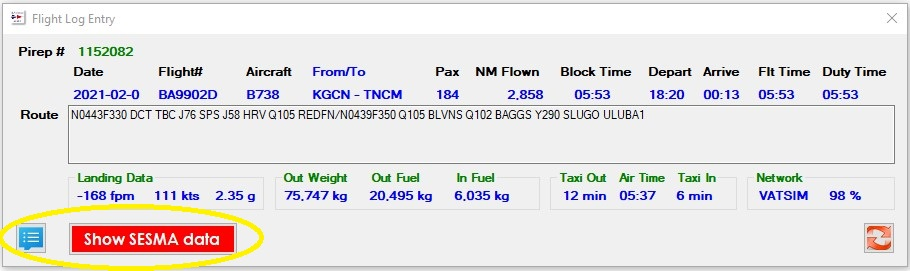 Flight Log Entry
Pirep # 1152082
Date Flight# Aircraft From/To Pax NM Flown Block Time Depart Arrive Flt Time Duty Time
2021-02-0 BA9902D B738 KGCN - TNCM 184 2,858 05:53 18:20 00:13 05:53 05:53
Route N0443F330 DCT TBC J76 SPS J58 HRV Q105 REDFN/N0439F350 Q105 BLVNS Q102 BAGGS Y290 SLUGO ULUBA1
Landing Data Out Weight Out Fuel In Fuel Taxi Out Air Time Taxi In Network
-168 fpm 111 kts 2.35 g 75,747 kg 20,495 kg 6,035 kg 12 min 05:37 6 min VATSIM 98 %
Show SESMA data